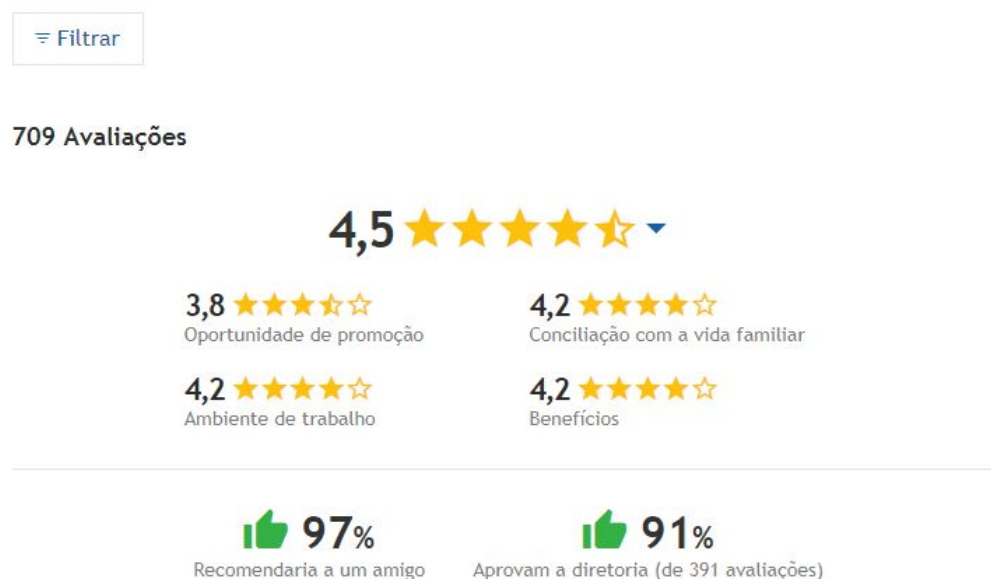 Filtrar
709 Avaliações
4,5
3,8
Oportunidade de promoção
4,2
Conciliação com a vida familiar
4,2
Ambiente de trabalho
4,2
Benefícios
97%
Recomendaria a um amigo
91%
Aprovam a diretoria (de 391 avaliações)